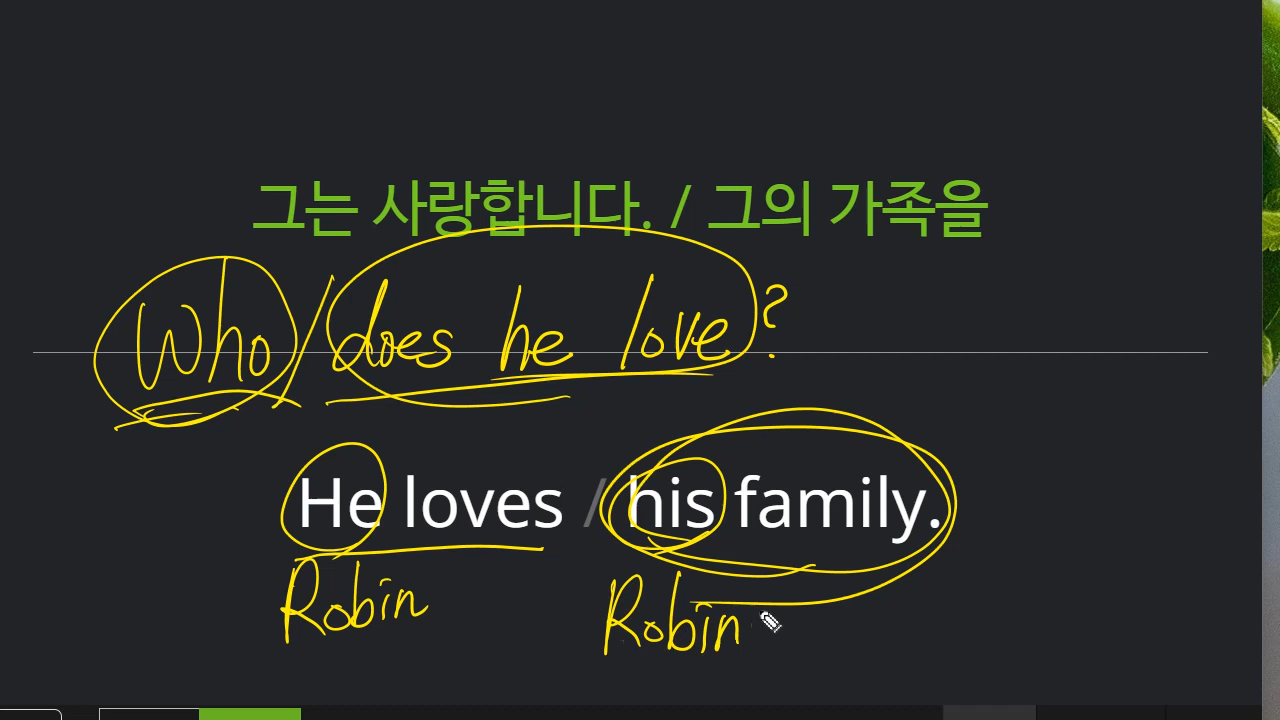 그는 사랑합니다. / 그의 가족을
Who / does he love ?
He loves / his family.
Robin Robin